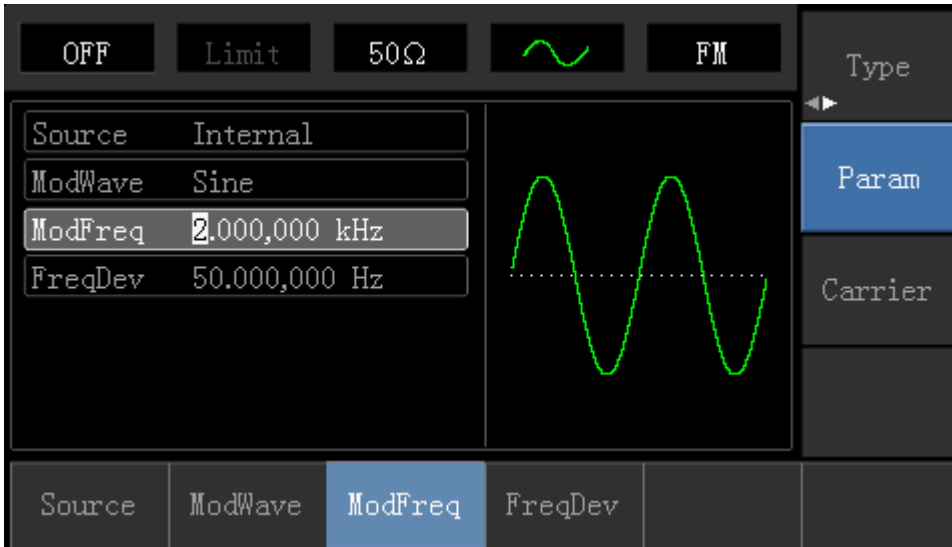 OFF Limit 50Ω FM
Type
Source Internal
ModWave Sine
Param
ModFreq 2.000,000 kHz
FreqDev 50.000,000 Hz
Carrier
Source ModWave ModFreq FreqDev